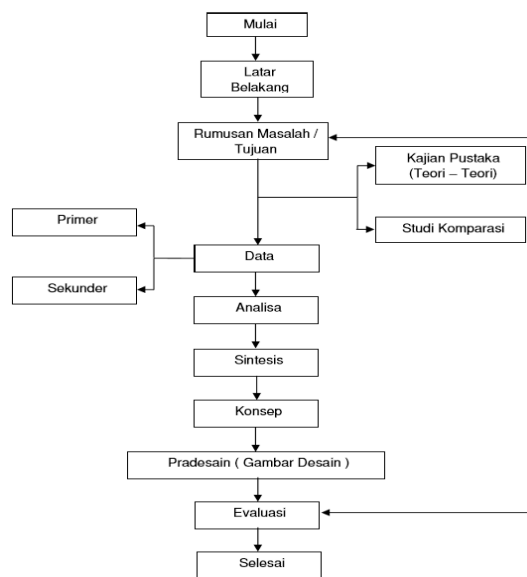 Mulai
Latar
Belakang
Rumusan Masalah /
Tujuan
Kajian Pustaka
(Teori – Teori)
Studi Komparasi
Primer
Sekunder
Data
Analisa
Sintesis
Konsep
Pradesain ( Gambar Desain )
Evaluasi
Selesai